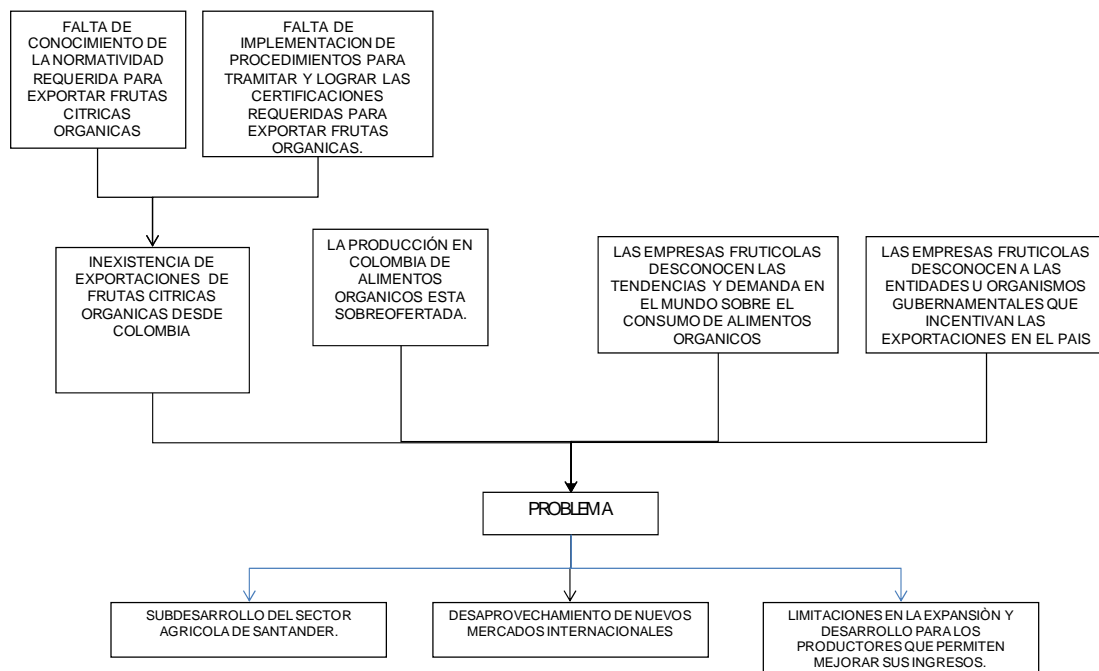 FALTA DE
CONOCIMIENTO DE
LA NORMATIVIDAD
REQUERIDA PARA
EXPORTAR FRUTAS
CITRICAS
ORGANICAS
FALTA DE
IMPLEMENTACION DE
PROCEDIMIENTOS PARA
TRAMITAR Y LOGRAR LAS
CERTIFICACIONES
REQUERIDAS PARA
EXPORTAR FRUTAS
ORGANICAS.
INEXISTENCIA DE
EXPORTACIONES DE
FRUTAS CITRICAS
ORGANICAS DESDE
COLOMBIA
LA PRODUCCIÓN EN
COLOMBIA DE
ALIMENTOS
ORGANICOS ESTA
SOBREOFERTADA.
LAS EMPRESAS FRUTICOLAS
DESCONOCEN LAS
TENDENCIAS Y DEMANDA EN
EL MUNDO SOBRE EL
CONSUMO DE ALIMENTOS
ORGANICOS
LAS EMPRESAS FRUTICOLAS
DESCONOCEN A LAS
ENTIDADES U ORGANISMOS
GUBERNAMENTALES QUE
INCENTIVAN LAS
EXPORTACIONES EN EL PAIS
PROBLEMA
SUBDESARROLLO DEL SECTOR
AGRICOLA DE SANTANDER.
DESAPROVECHAMIENTO DE NUEVOS
MERCADOS INTERNACIONALES
LIMITACIONES EN LA EXPANSIÒN Y
DESARROLLO PARA LOS
PRODUCTORES QUE PERMITEN
MEJORAR SUS INGRESOS.